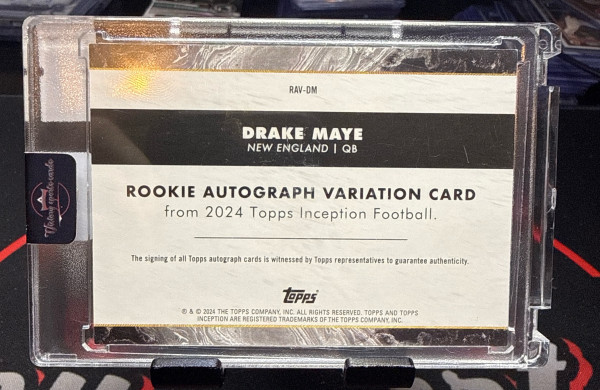 RAV-DM
DRAKE MAYE
NEW ENGLAND | QB
ROOKIE AUTOGRAPH VARIATION CARD
from 2024 Topps Inception Football.
The signing of all Topps autograph cards is witnessed by Topps representatives to guarantee authenticity.
topps
® & © 2024 THE TOPPS COMPANY, INC. ALL RIGHTS RESERVED. TOPPS AND TOPPS
INCEPTION ARE REGISTERED TRADEMARKS OF THE TOPPS COMPANY, INC.